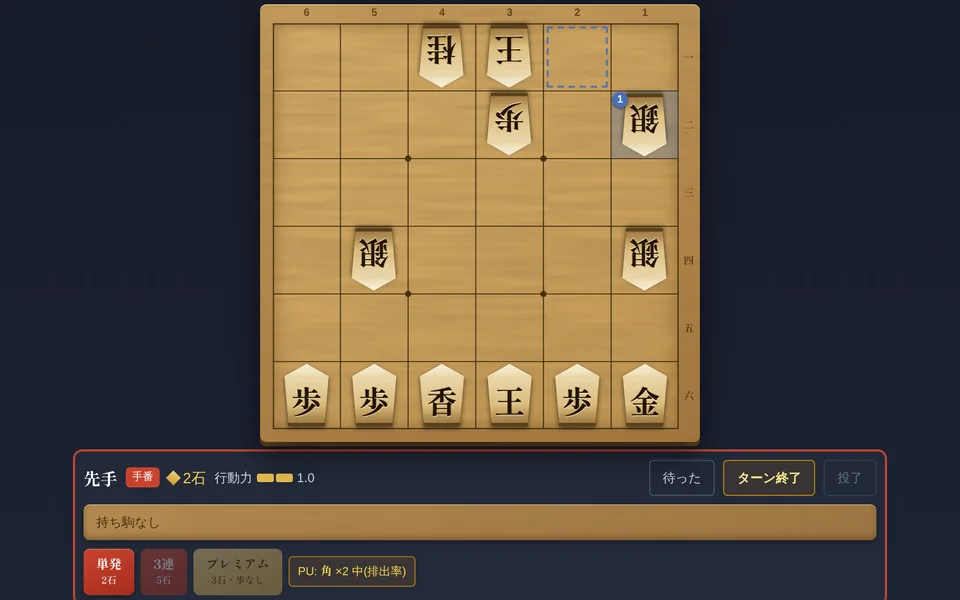 6 5 4 3 2 1
桂 王 一
歩 1 銀 二
三
銀 銀 四
五
歩 歩 香 王 歩 金 六
先手 手番 2石 行動力 1.0 待った ターン終了 投了
持ち駒なし
単発 3連 プレミアム
2石 5石 3石・歩なし
PU: 角 ×2 中(排出率)